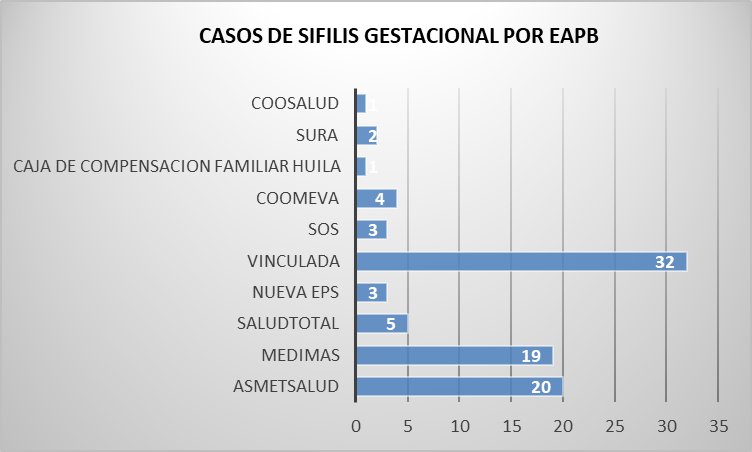 CASOS DE SIFILIS GESTACIONAL POR EAPB
COOSALUD 1
SURA 2
CAJA DE COMPENSACION FAMILIAR HUILA 1
COOMEVA 4
SOS 3
VINCULADA 32
NUEVA EPS 3
SALUDTOTAL 5
MEDIMAS 19
ASMETSALUD 20
0 5 10 15 20 25 30 35